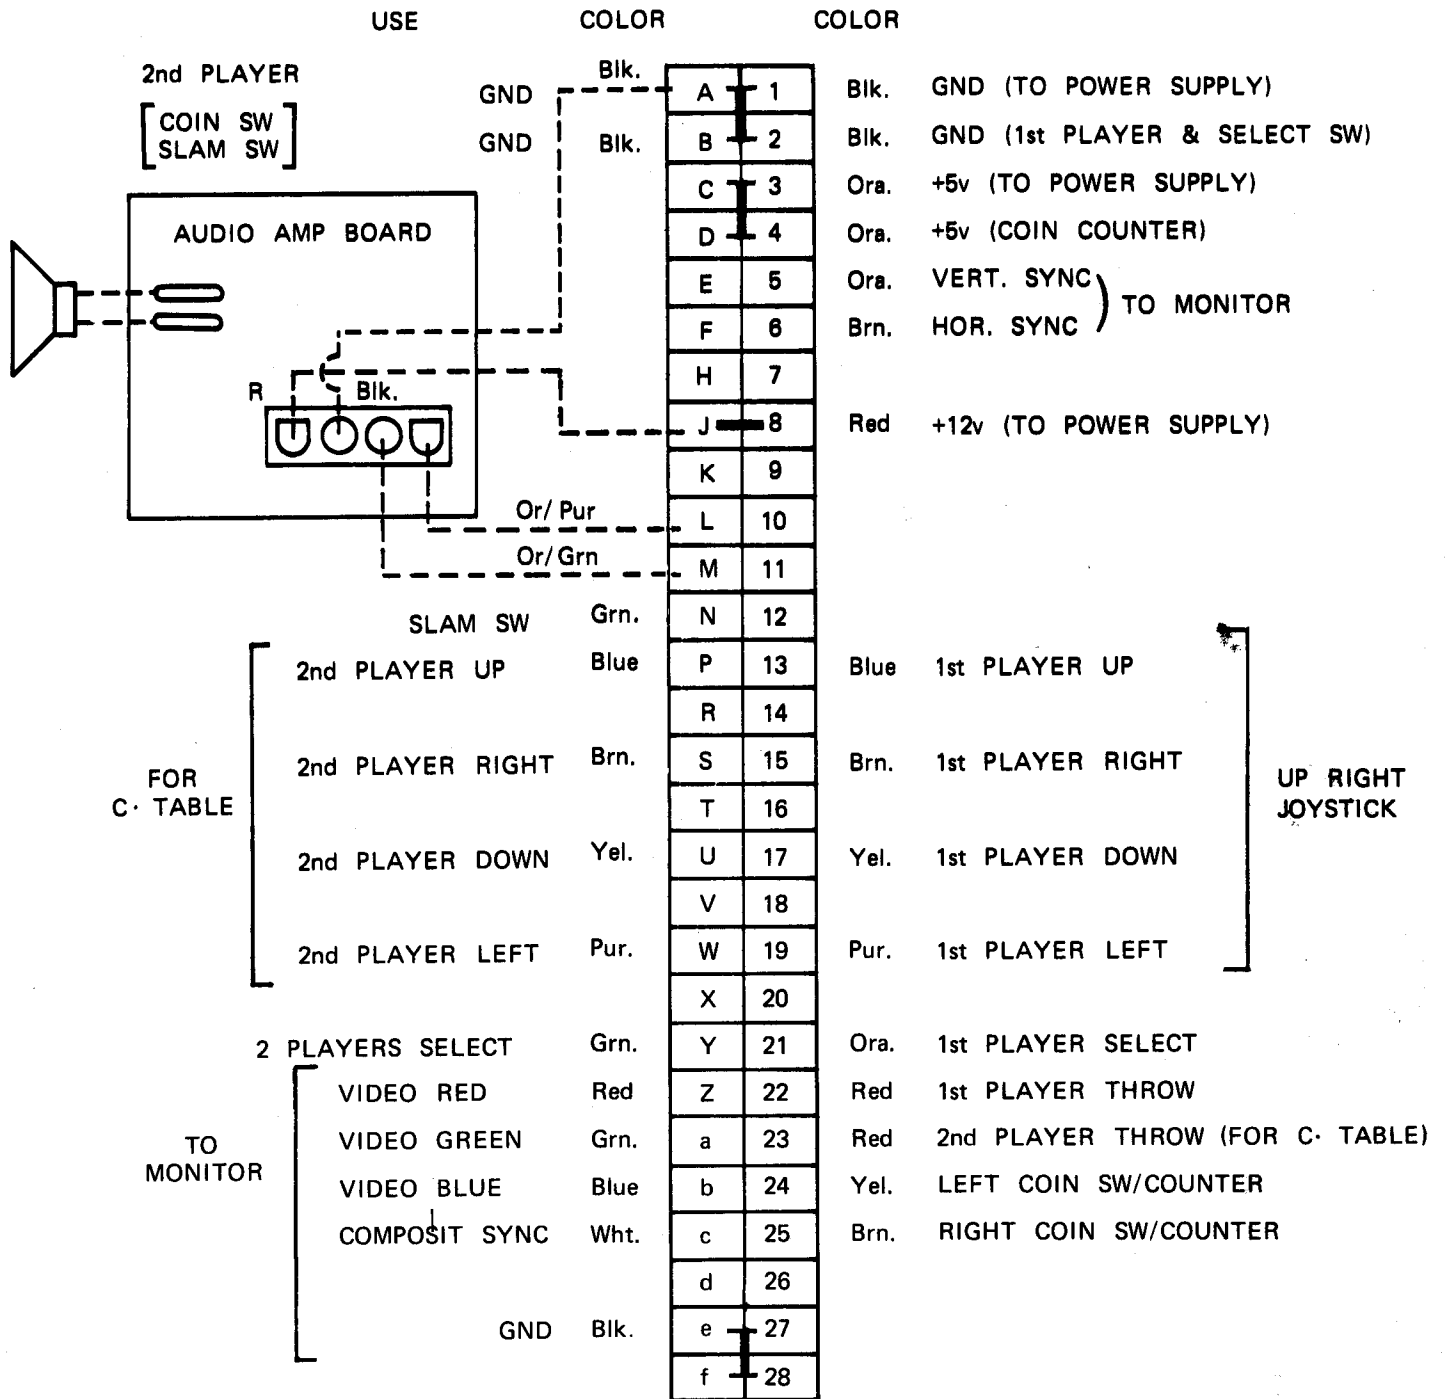 USE COLOR COLOR
2nd PLAYER
COIN SW
SLAM SW
AUDIO AMP BOARD
R Blk.
Or/Pur
Or/Grn
GND Blk. A 1 Blk. GND (TO POWER SUPPLY)
GND Blk. B 2 Blk. GND (1st PLAYER & SELECT SW)
C 3 Ora. +5v (TO POWER SUPPLY)
D 4 Ora. +5v (COIN COUNTER)
E 5 Ora. VERT. SYNC
TO MONITOR
F 6 Brn. HOR. SYNC
H 7
J 8 Red +12v (TO POWER SUPPLY)
K 9
L 10
M 11
SLAM SW Grn. N 12
2nd PLAYER UP Blue P 13 Blue 1st PLAYER UP
R 14
2nd PLAYER RIGHT Brn. S 15 Brn. 1st PLAYER RIGHT
FOR
C· TABLE
UP RIGHT
JOYSTICK
T 16
2nd PLAYER DOWN Yel. U 17 Yel. 1st PLAYER DOWN
V 18
2nd PLAYER LEFT Pur. W 19 Pur. 1st PLAYER LEFT
X 20
2 PLAYERS SELECT Grn. Y 21 Ora. 1st PLAYER SELECT
VIDEO RED Red Z 22 Red 1st PLAYER THROW
TO
MONITOR
VIDEO GREEN Grn. a 23 Red 2nd PLAYER THROW (FOR C· TABLE)
VIDEO BLUE Blue b 24 Yel. LEFT COIN SW/COUNTER
COMPOSIT SYNC Wht. c 25 Brn. RIGHT COIN SW/COUNTER
d 26
GND Blk. e 27
f 28